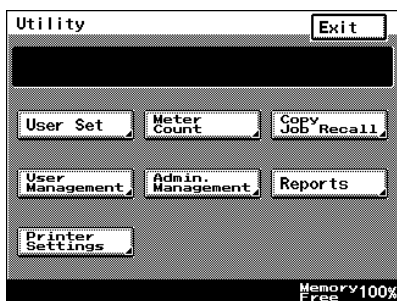 Utility
Exit
User Set
Meter
Count
Copy
Job Recall
User
Management
Admin.
Management
Reports
Printer
Settings
Memory
Free 100%